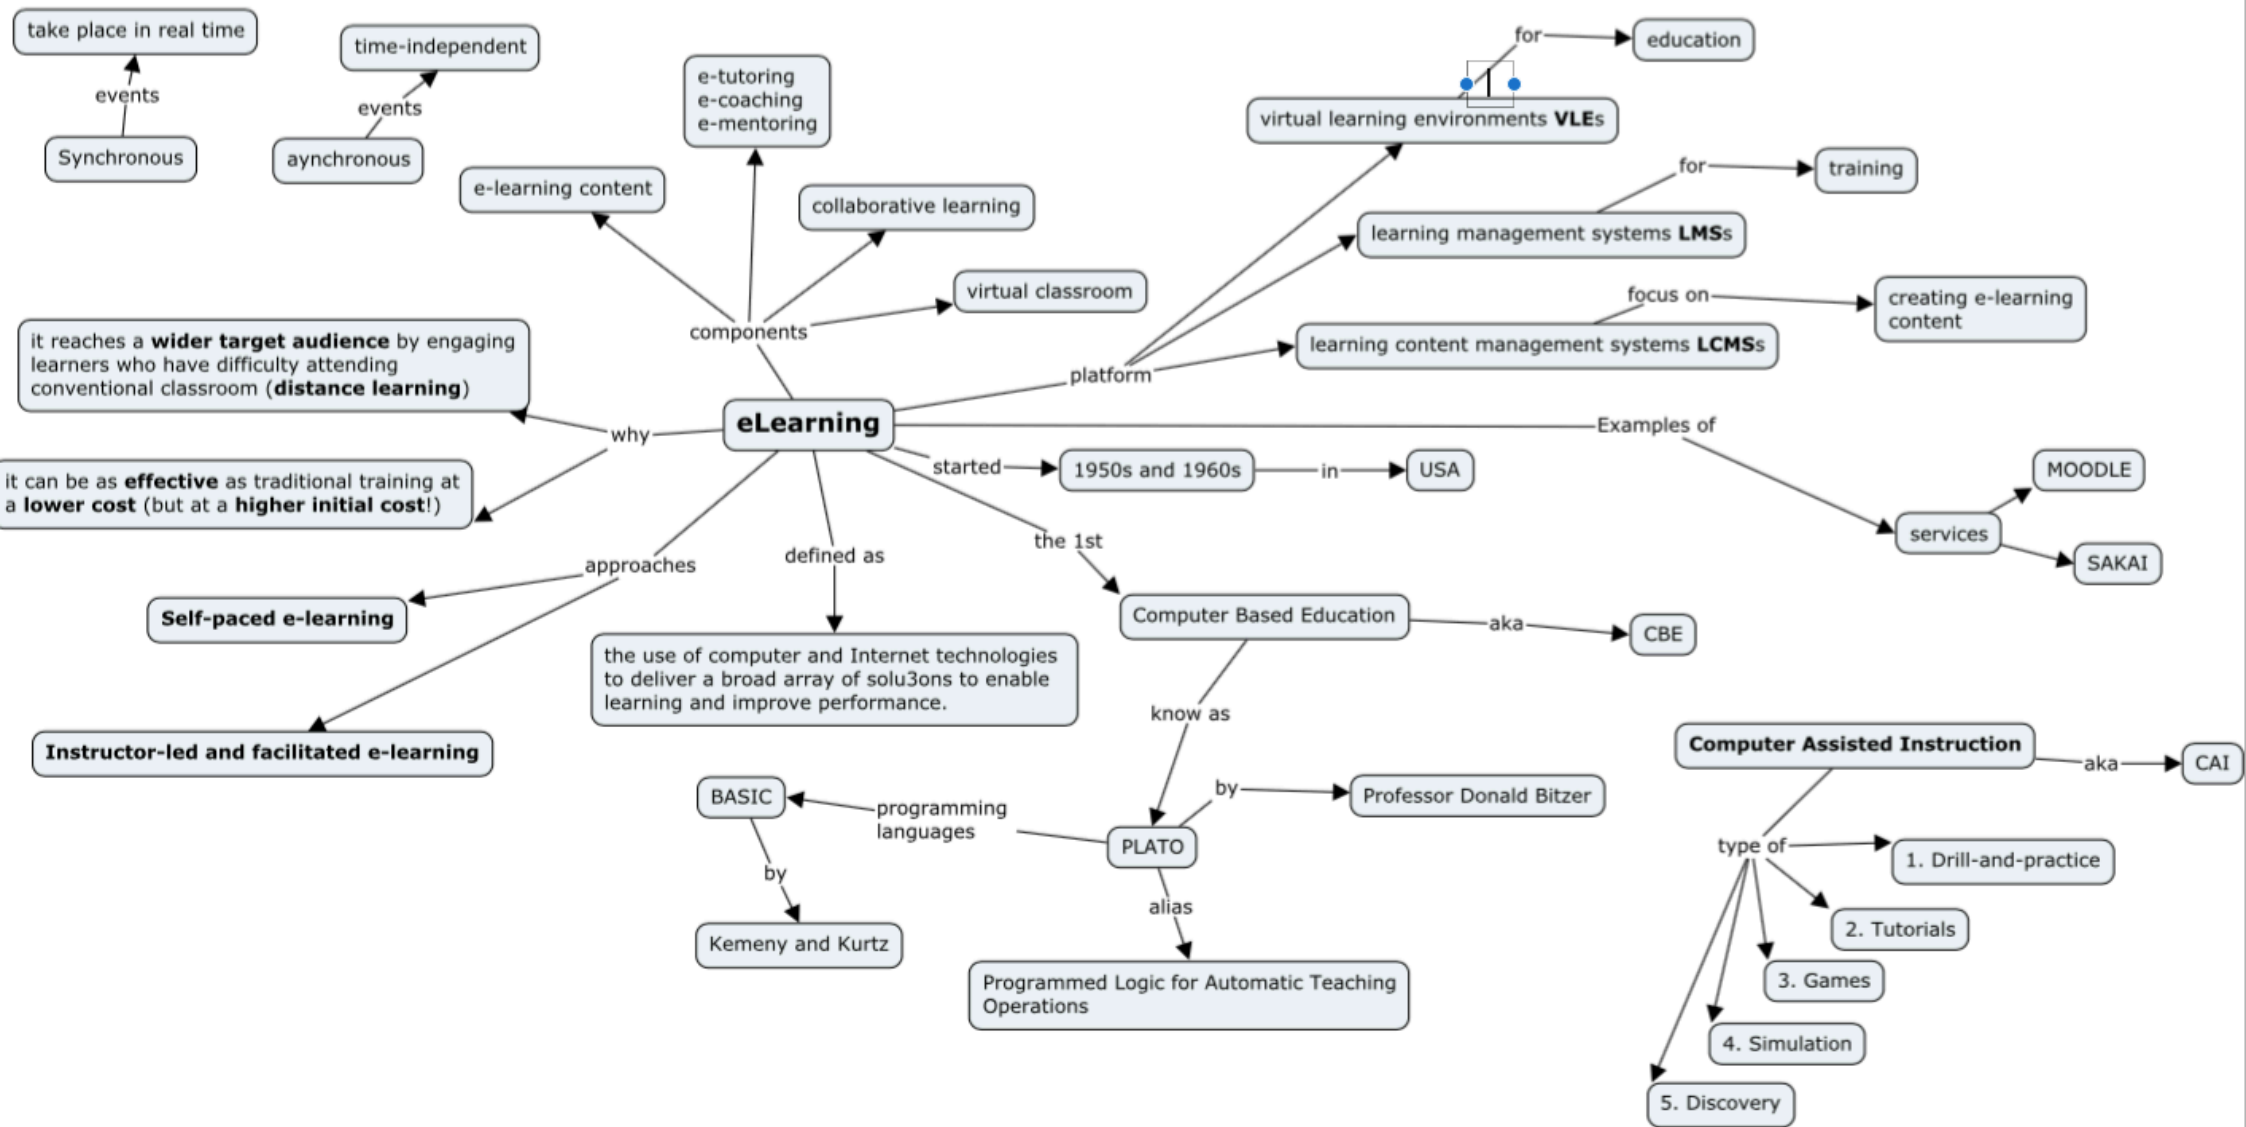 take place in real time
events
Synchronous
time-independent
events
aynchronous
e-tutoring
e-coaching
e-mentoring
e-learning content
collaborative learning
virtual classroom
components
for
education
virtual learning environments VLEs
for
training
learning management systems LMSs
focus on
creating e-learning
content
learning content management systems LCMSs
platform
it reaches a wider target audience by engaging
learners who have difficulty attending
conventional classroom (distance learning)
why
it can be as effective as traditional training at
a lower cost (but at a higher initial cost!)
eLearning
Examples of
started
1950s and 1960s
in
USA
MOODLE
services
SAKAI
approaches
Self-paced e-learning
Instructor-led and facilitated e-learning
defined as
the use of computer and Internet technologies
to deliver a broad array of solu3ons to enable
learning and improve performance.
the 1st
Computer Based Education
aka
CBE
know as
PLATO
by
Professor Donald Bitzer
programming
languages
BASIC
by
Kemeny and Kurtz
alias
Programmed Logic for Automatic Teaching
Operations
Computer Assisted Instruction
aka
CAI
type of
1. Drill-and-practice
2. Tutorials
3. Games
4. Simulation
5. Discovery